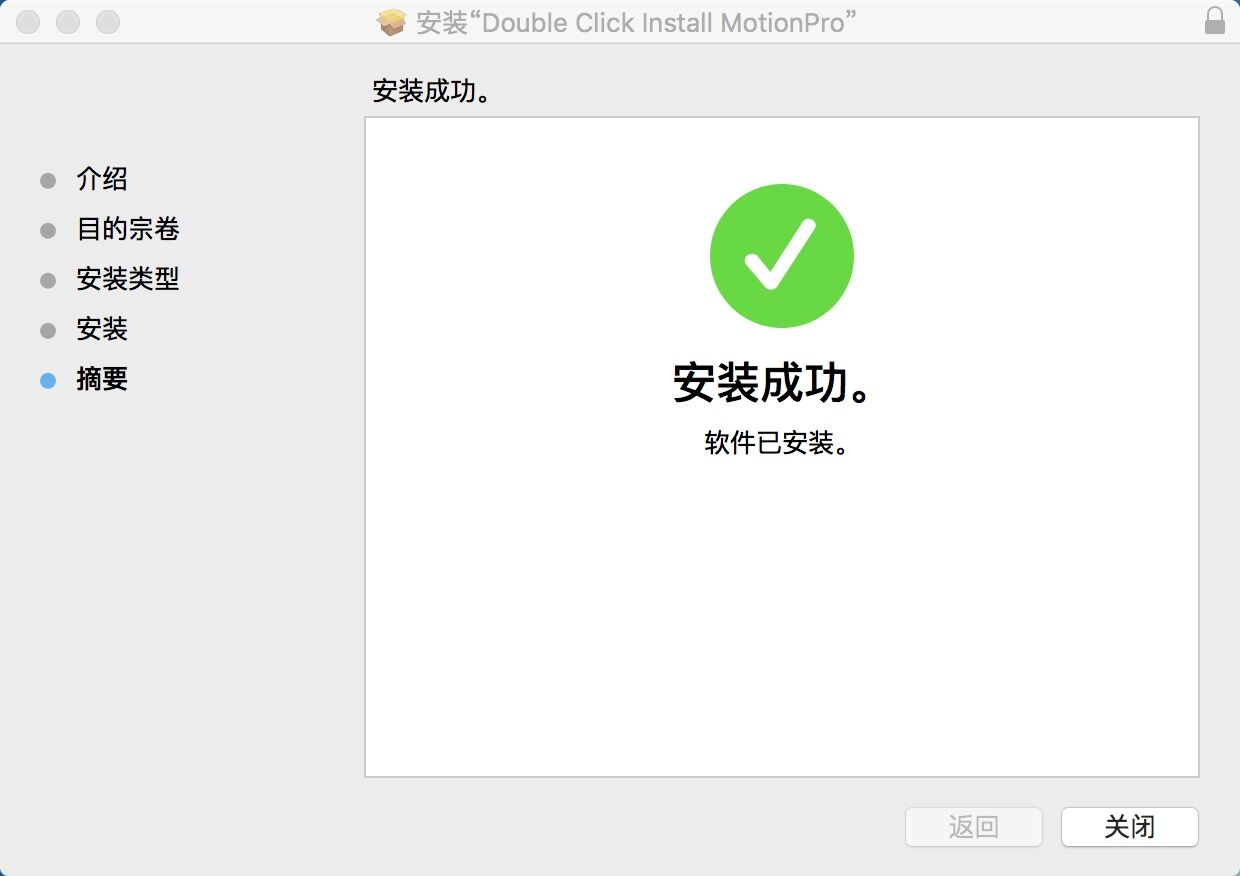 安装“Double Click Install MotionPro”
安装成功。
介绍
目的宗卷
安装类型
安装
摘要
安装成功。
软件已安装。
返回
关闭